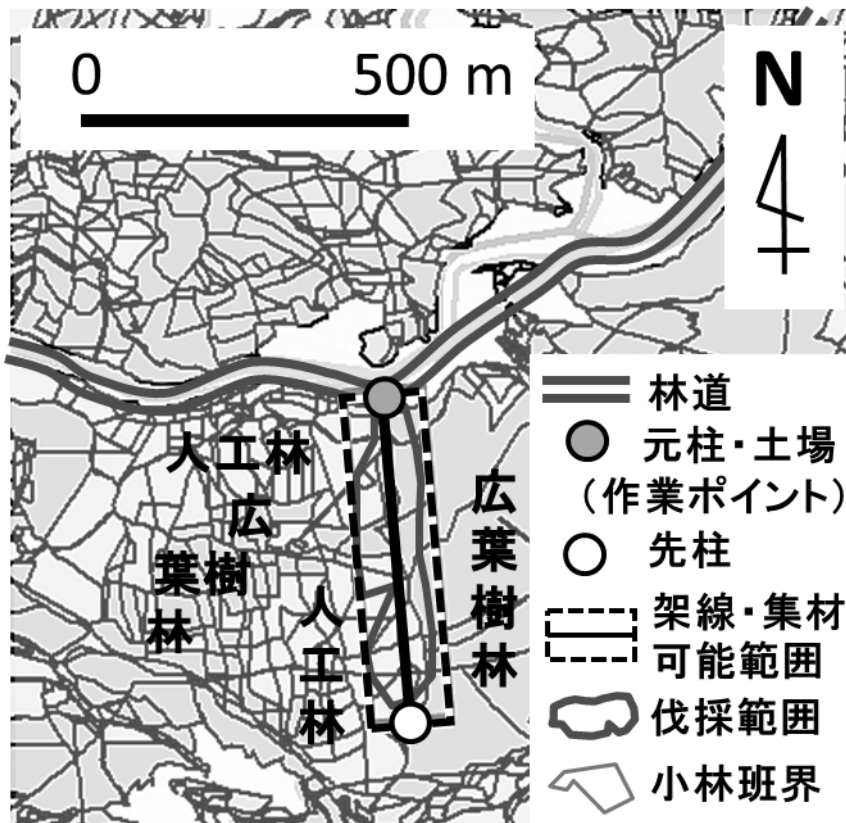 0 500 m
N
林道
元柱・土場
（作業ポイント）
先柱
架線・集材
可能範囲
伐採範囲
小林班界
人工林
広
葉樹
林
人
工
林
広
葉
樹
林